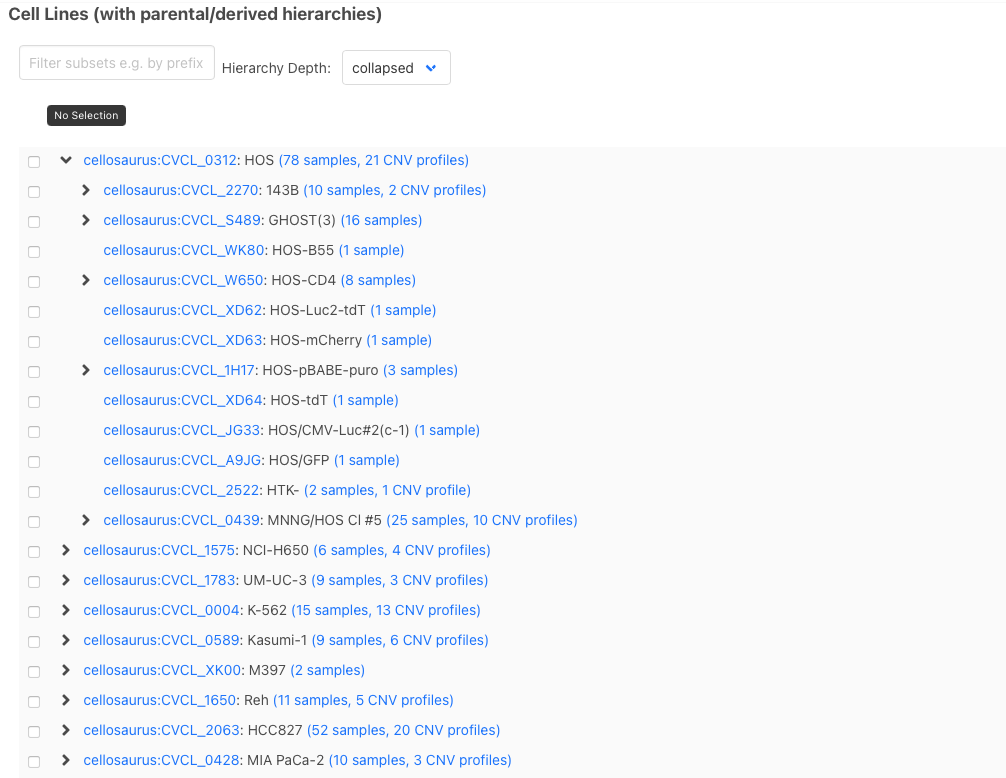 Cell Lines (with parental/derived hierarchies)
Filter subsets e.g. by prefix Hierarchy Depth: collapsed
No Selection
cellosaurus:CVCL_0312: HOS (78 samples, 21 CNV profiles)
cellosaurus:CVCL_2270: 143B (10 samples, 2 CNV profiles)
cellosaurus:CVCL_S489: GHOST(3) (16 samples)
cellosaurus:CVCL_WK80: HOS-B55 (1 sample)
cellosaurus:CVCL_W650: HOS-CD4 (8 samples)
cellosaurus:CVCL_XD62: HOS-Luc2-tdT (1 sample)
cellosaurus:CVCL_XD63: HOS-mCherry (1 sample)
cellosaurus:CVCL_1H17: HOS-pBABE-puro (3 samples)
cellosaurus:CVCL_XD64: HOS-tdT (1 sample)
cellosaurus:CVCL_JG33: HOS/CMV-Luc#2(c-1) (1 sample)
cellosaurus:CVCL_A9JG: HOS/GFP (1 sample)
cellosaurus:CVCL_2522: HTK- (2 samples, 1 CNV profile)
cellosaurus:CVCL_0439: MNNG/HOS Cl #5 (25 samples, 10 CNV profiles)
cellosaurus:CVCL_1575: NCI-H650 (6 samples, 4 CNV profiles)
cellosaurus:CVCL_1783: UM-UC-3 (9 samples, 3 CNV profiles)
cellosaurus:CVCL_0004: K-562 (15 samples, 13 CNV profiles)
cellosaurus:CVCL_0589: Kasumi-1 (9 samples, 6 CNV profiles)
cellosaurus:CVCL_XK00: M397 (2 samples)
cellosaurus:CVCL_1650: Reh (11 samples, 5 CNV profiles)
cellosaurus:CVCL_2063: HCC827 (52 samples, 20 CNV profiles)
cellosaurus:CVCL_0428: MIA PaCa-2 (10 samples, 3 CNV profiles)